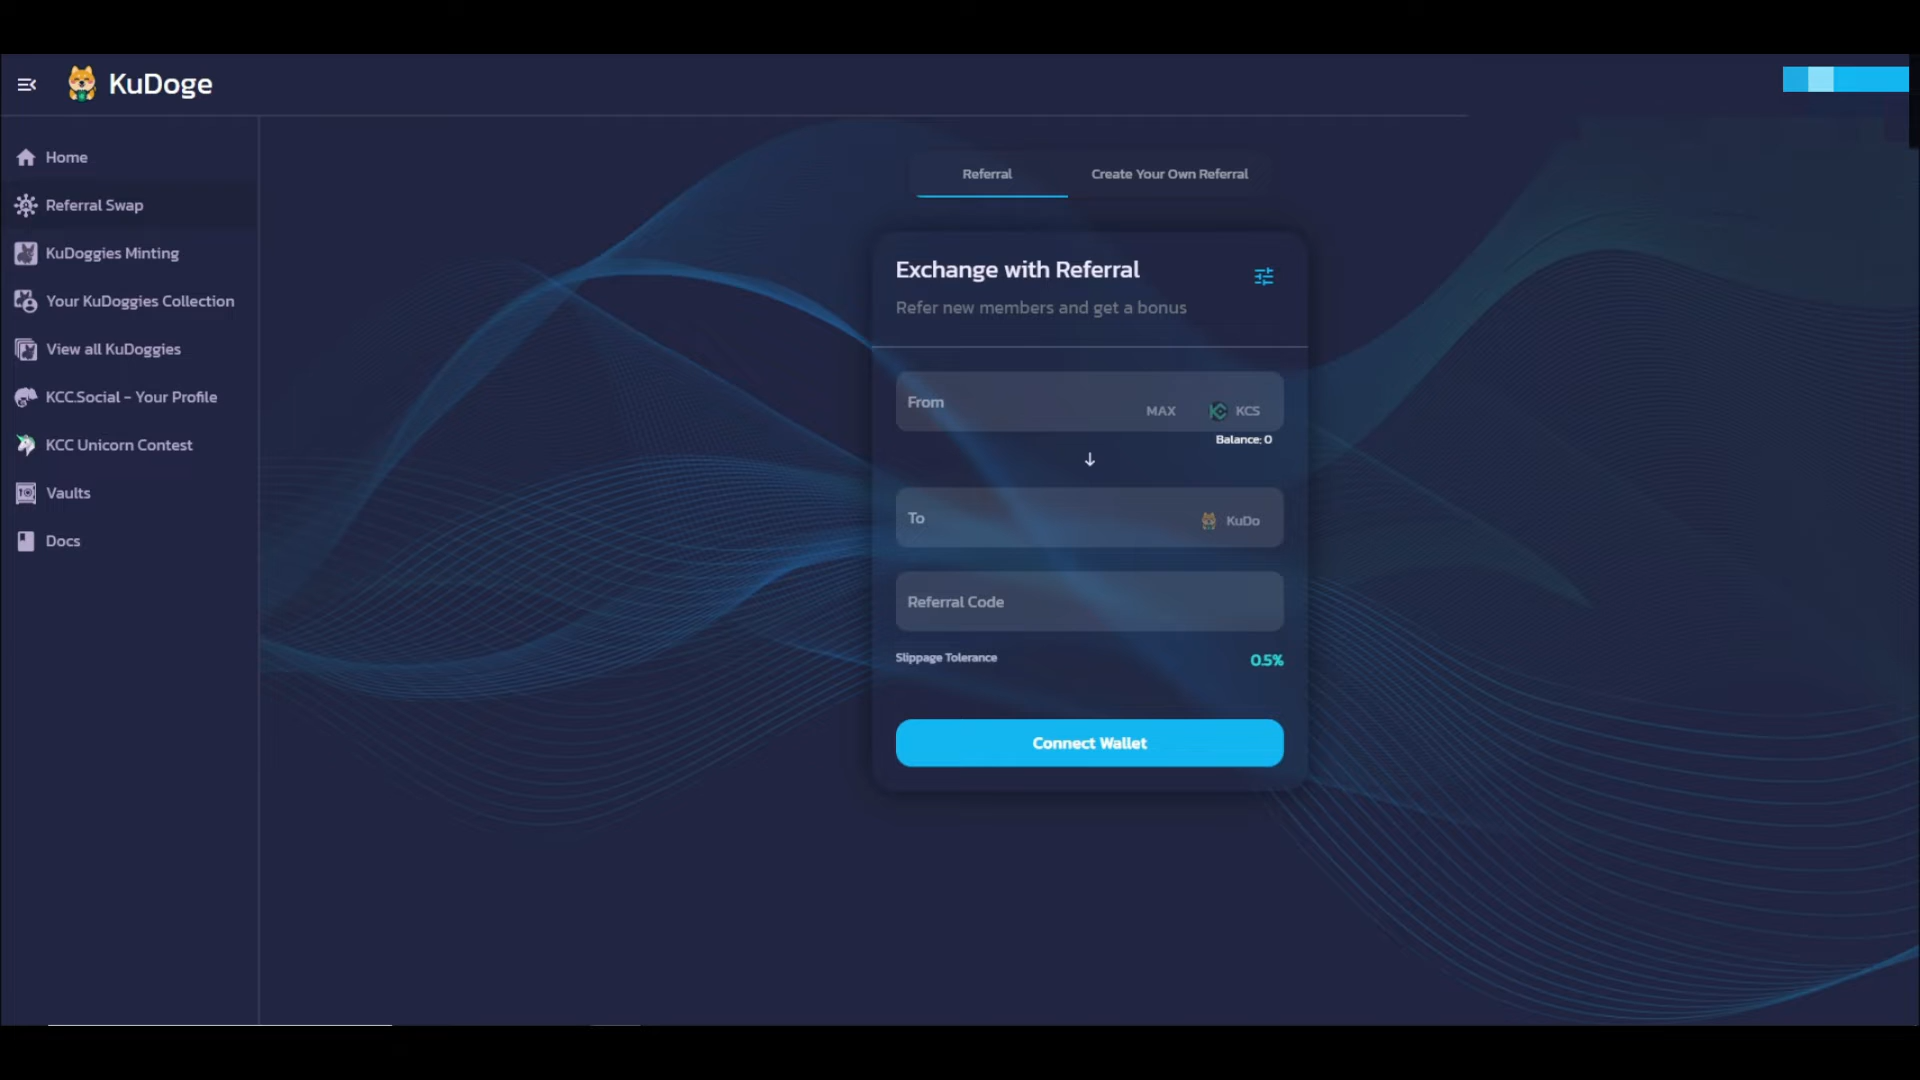 KuDoge
Home
Referral Swap
KuDoggies Minting
Your KuDoggies Collection
View all KuDoggies
KCC.Social - Your Profile
KCC Unicorn Contest
Vaults
Docs
Referral
Create Your Own Referral
Exchange with Referral
Refer new members and get a bonus
From
MAX
KCS
Balance: 0
To
KuDo
Referral Code
Slippage Tolerance
0.5%
Connect Wallet